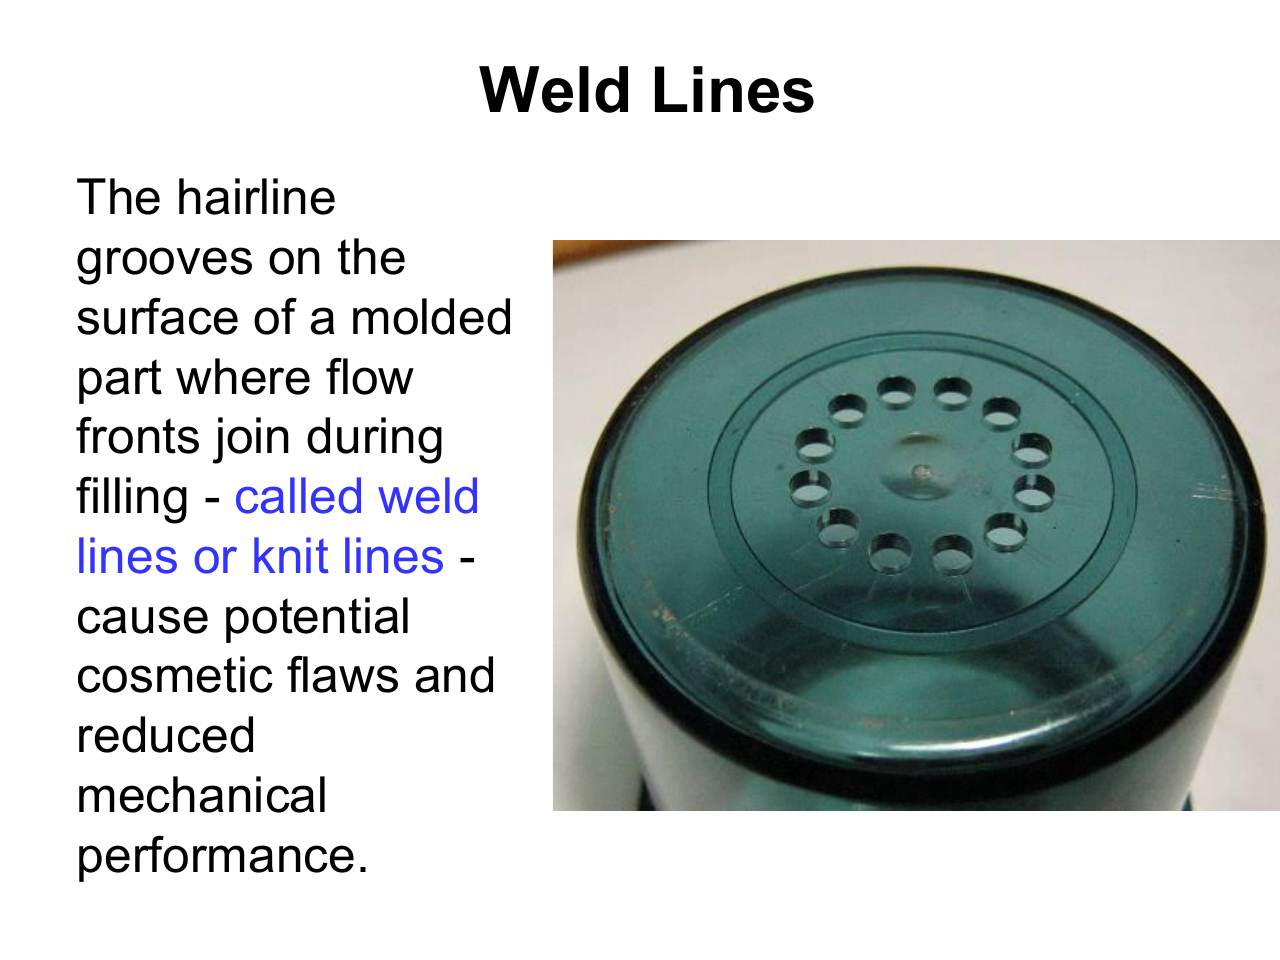 Weld Lines
The hairline
grooves on the
surface of a molded
part where flow
fronts join during
filling - called weld
lines or knit lines -
cause potential
cosmetic flaws and
reduced
mechanical
performance.